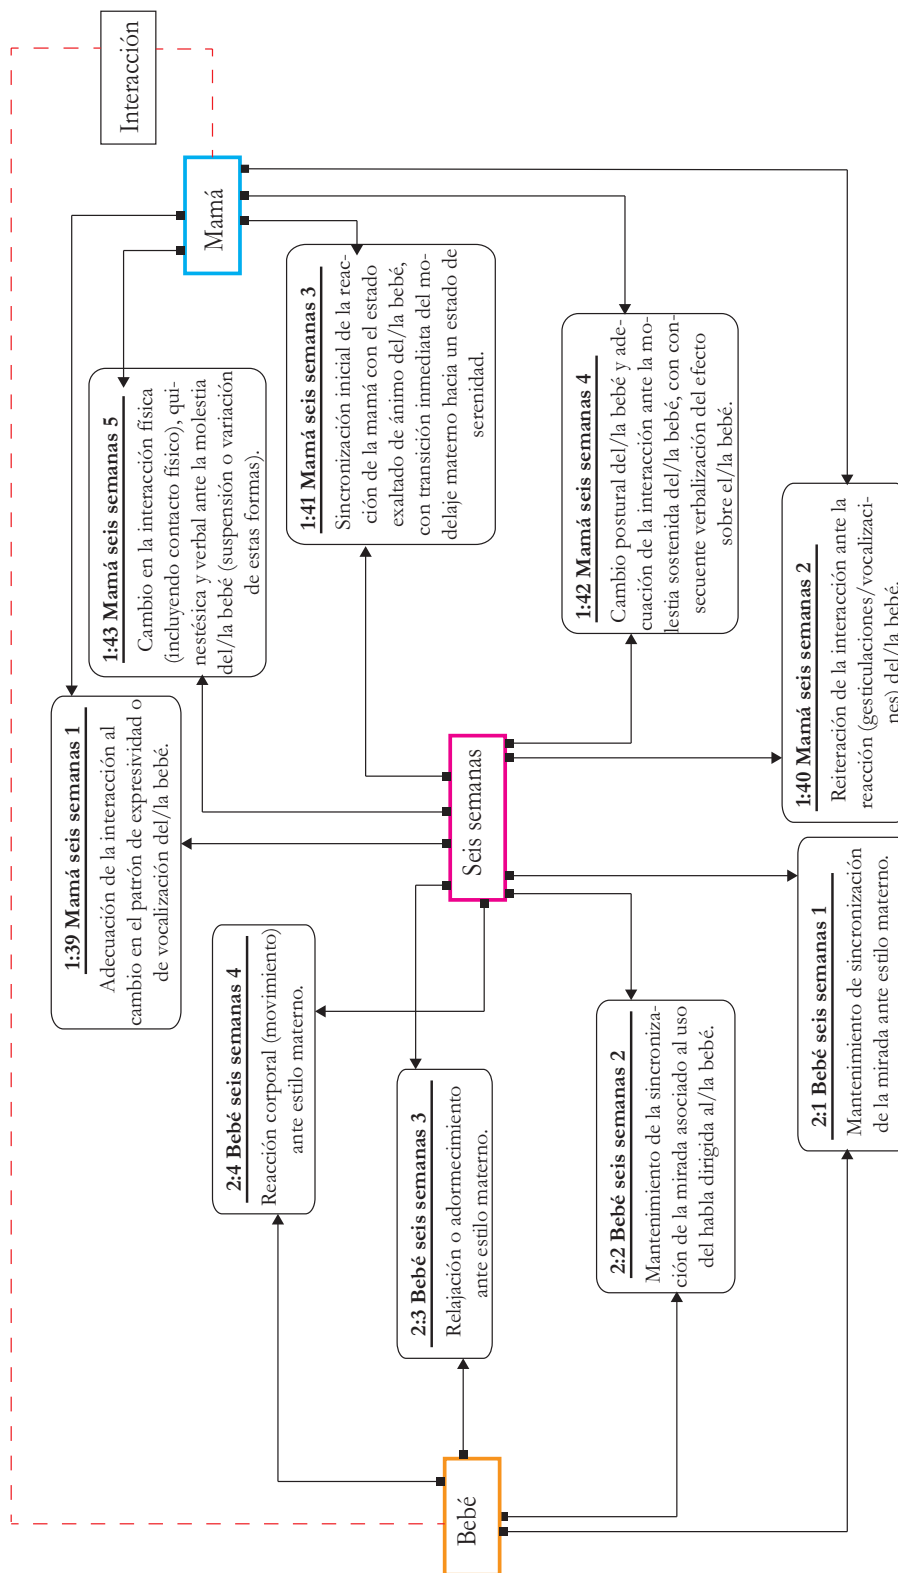 Interacción
Mamá
1:39 Mamá seis semanas 1
Adecuación de la interacción al
cambio en el patrón de expresividad o
de vocalización del/la bebé.
1:43 Mamá seis semanas 5
Cambio en la interacción física
(incluyendo contacto físico), qui-
nestésica y verbal ante la molestia
del/la bebé (suspensión o variación
de estas formas).
1:41 Mamá seis semanas 3
Sincronización inicial de la reac-
ción de la mamá con el estado
exaltado de ánimo del/la bebé,
con transición inmediata del mo-
delaje materno hacia un estado de
serenidad.
1:42 Mamá seis semanas 4
Cambio postural del/la bebé y ade-
cuación de la interacción ante la mo-
lestia sostenida del/la bebé, con con-
secuente verbalización del efecto
sobre el/la bebé.
1:40 Mamá seis semanas 2
Reiteración de la interacción ante la
reacción (gesticulaciones/vocalizaci-
nes) del/la bebé.
Seis semanas
2:4 Bebé seis semanas 4
Reacción corporal (movimiento)
ante estilo materno.
2:3 Bebé seis semanas 3
Relajación o adormecimiento
ante estilo materno.
2:2 Bebé seis semanas 2
Mantenimiento de la sincroniza-
ción de la mirada asociado al uso
del habla dirigida al/la bebé.
2:1 Bebé seis semanas 1
Mantenimiento de sincronización
de la mirada ante estilo materno.
Bebé